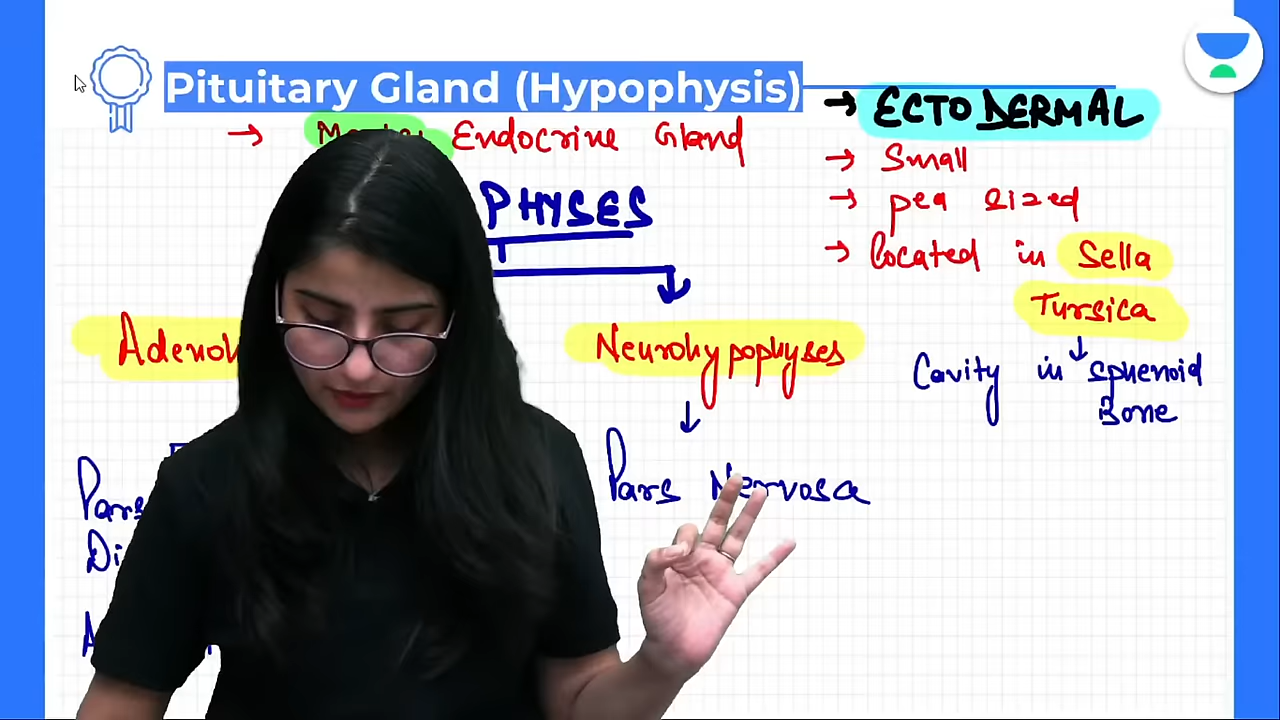 Pituitary Gland (Hypophysis)
→ Endocrine Gland
PHYSES
Neurohypophyses
Pars Nervosa
Pars
→ ECTODERMAL
→ Small
→ pea sized
→ located in Sella
Tursica
Cavity in sphenoid
Bone